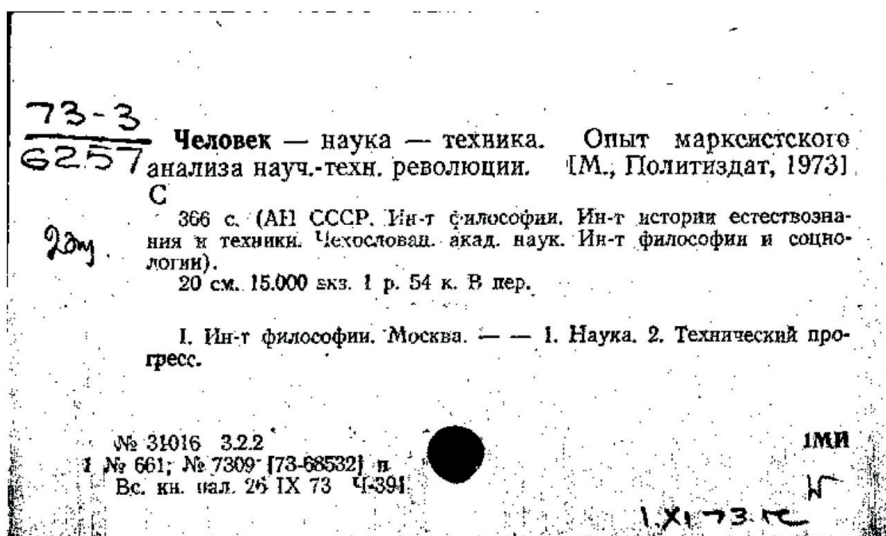 73-3
6257
Человек — наука — техника. Опыт марксистского
анализа науч.-техн. революции. [М., Политиздат, 1973]
С
366 с. (АН СССР. Ин-т философии. Ин-т истории естествозна-
ния и техники. Чехословац. акад. наук. Ин-т философии и социо-
логии).
20 см. 15.000 экз. 1 р. 54 к. В пер.
I. Ин-т философии. Москва. — — 1. Наука. 2. Технический про-
гресс.
№ 31016 3.2.2
1МИ
1 № 661; № 7309 [73-68532] п
Вс. кн. пал. 26 IX 73 Ч-391
1.XI-73